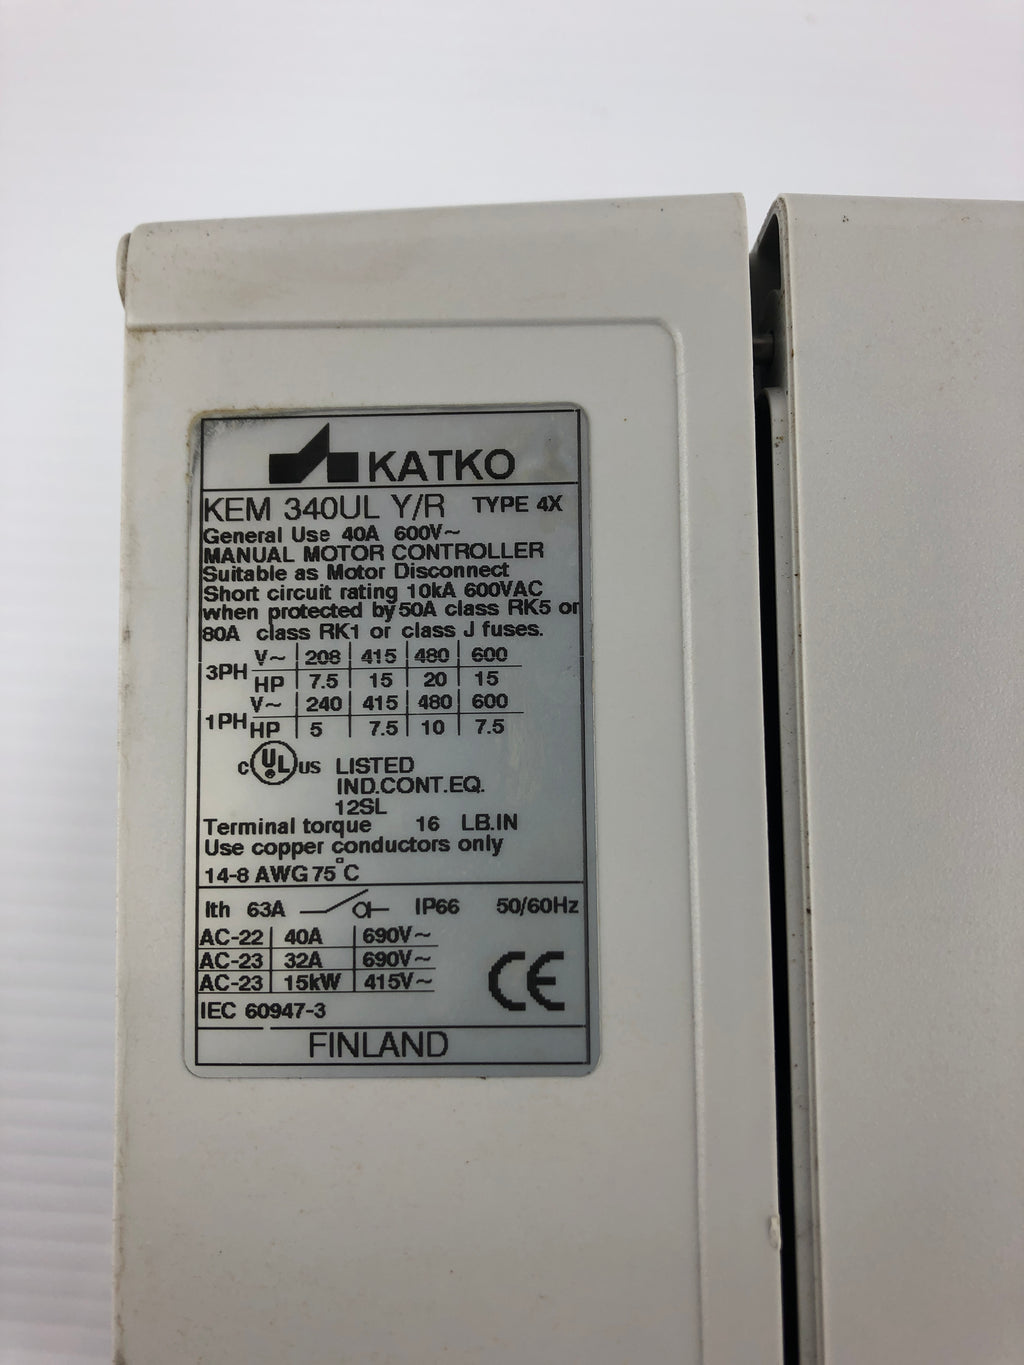 KATKO
KEM 340UL Y/R TYPE 4X
General Use 40A 600V~
MANUAL MOTOR CONTROLLER
Suitable as Motor Disconnect
Short circuit rating 10kA 600VAC
when protected by 50A class RK5 or
80A class RK1 or class J fuses.
3PH V~ 208 415 480 600
HP 7.5 15 20 15
1PH V~ 240 415 480 600
HP 5 7.5 10 7.5
C UL US LISTED
IND.CONT.EQ.
12SL
Terminal torque 16 LB.IN
Use copper conductors only
14-8 AWG 75°C
Ith 63A IP66 50/60Hz
AC-22 40A 690V~
AC-23 32A 690V~
AC-23 15kW 415V~
CE
IEC 60947-3
FINLAND